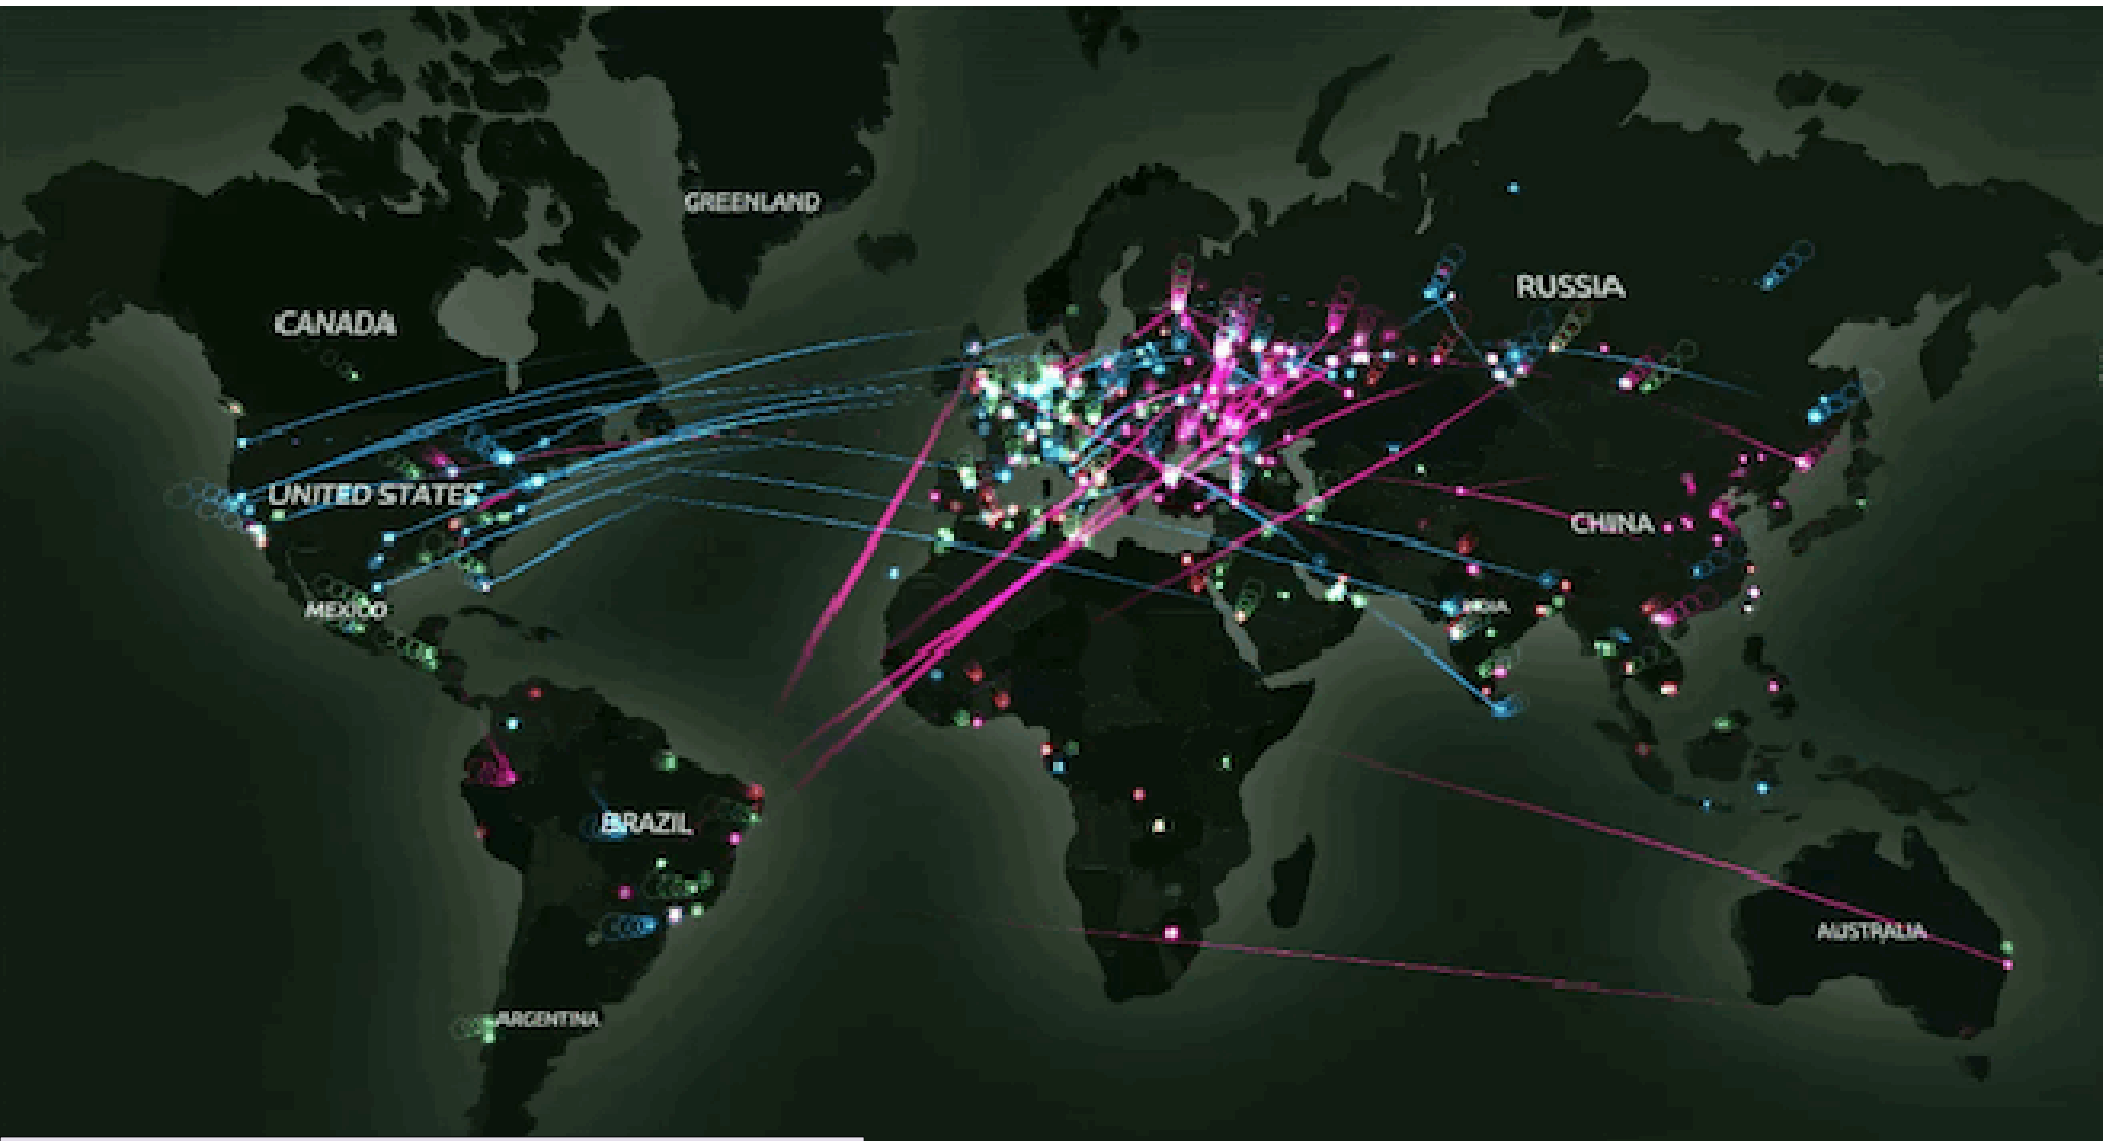 GREENLAND
RUSSIA
CANADA
UNITED STATES
CHINA
MEXICO
INDIA
BRAZIL
AUSTRALIA
ARGENTINA